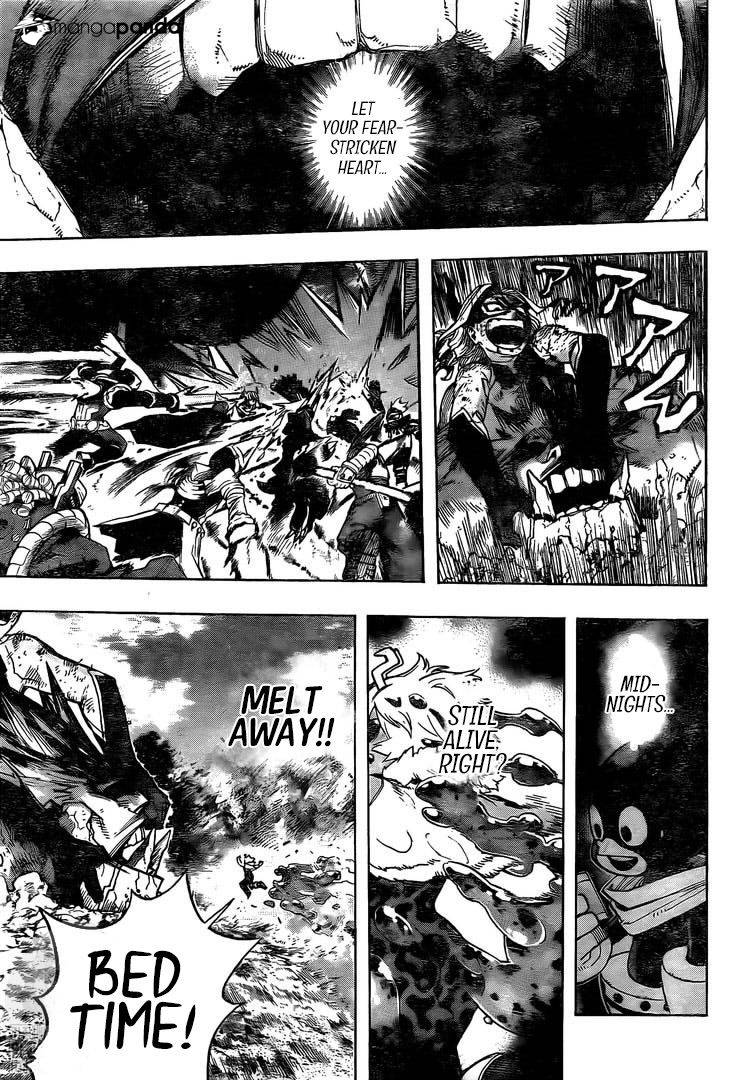 mangapanda
LET
YOUR FEAR-
STRICKEN
HEART...
アアアアん
MID-
NIGHTS...
STILL
ALIVE,
RIGHT?
MELT
AWAY!!
BED
TIME!